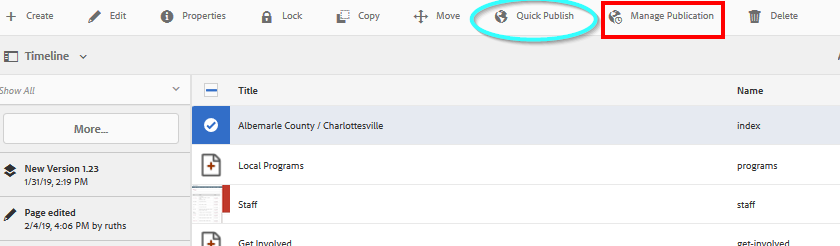 Create Edit Properties Lock Copy Move Quick Publish Manage Publication Delete
Timeline
Show All
Title Name
More...
Albemarle County / Charlottesville index
New Version 1.23
1/31/19, 2:19 PM
Local Programs programs
Page edited
2/4/19, 4:06 PM by ruths
Staff staff
Get Involved get-involved